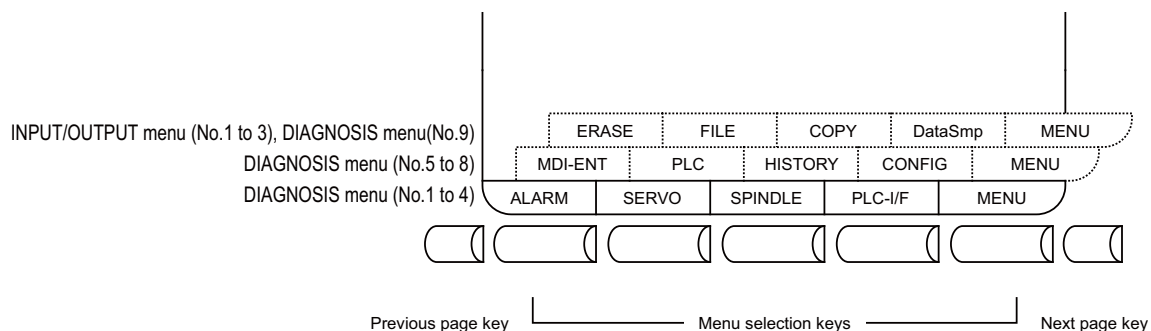 INPUT/OUTPUT menu (No.1 to 3), DIAGNOSIS menu(No.9) ERASE FILE COPY DataSmp MENU
DIAGNOSIS menu (No.5 to 8) MDI-ENT PLC HISTORY CONFIG MENU
DIAGNOSIS menu (No.1 to 4) ALARM SERVO SPINDLE PLC-I/F MENU
Previous page key Menu selection keys Next page key